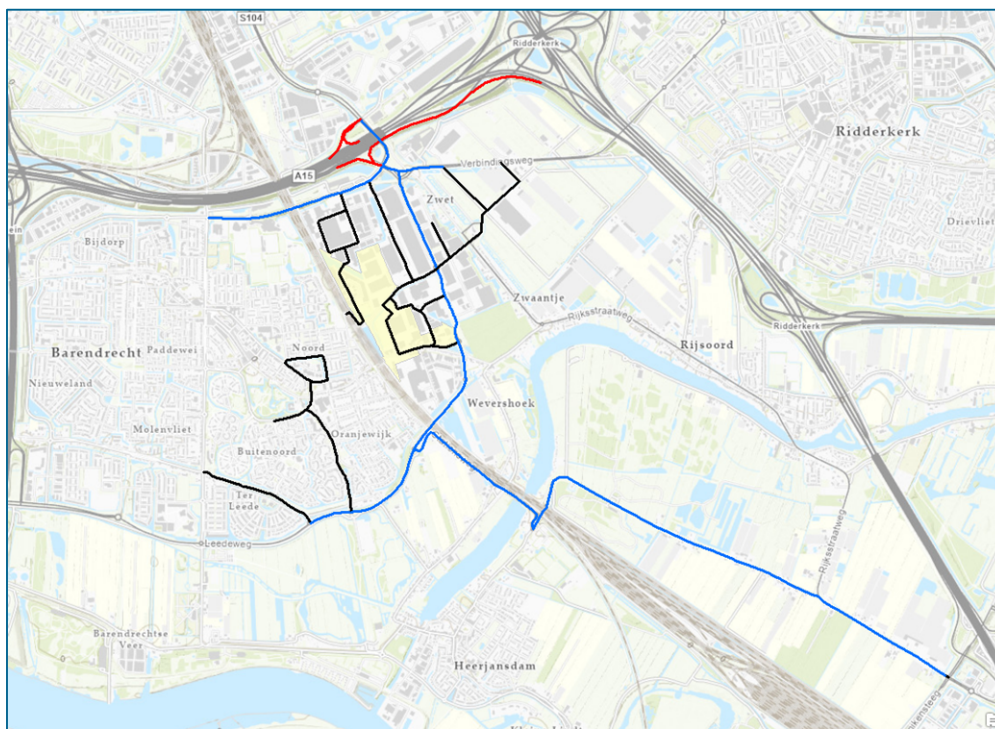 S104
Ridderkerk
Ridderkerk
A15
Verbindingsweg
Zwet
Drievliet
Bijdorp
Zwaantje
Rijksstraatweg
Ridderkerk
Noord
Rijsoord
Barendrecht
Paddewei
Nieuweland
Wevershoek
Molenvliet
Oranjewijk
Buitenoord
Ter
Leede
Leedeweg
Rijksstraatweg
Barendrechtse
Veer
Heerjansdam